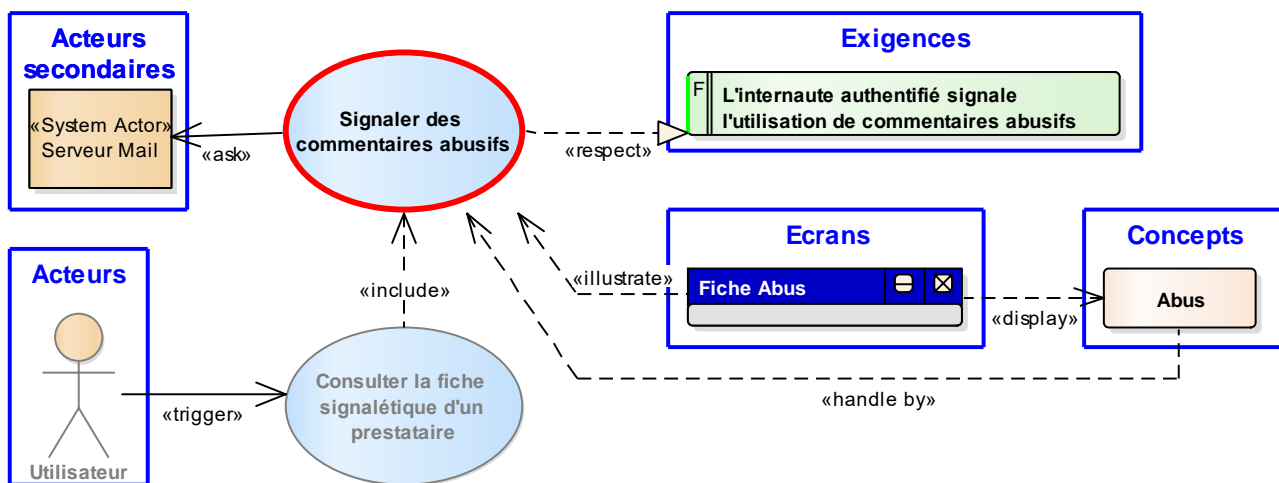 Acteurs
secondaires
«System Actor»
Serveur Mail
«ask»
Signaler des
commentaires abusifs
«respect»
Exigences
F
L'internaute authentifié signale
l'utilisation de commentaires abusifs
Acteurs
Utilisateur
«trigger»
«include»
Consulter la fiche
signalétique d'un
prestataire
«illustrate»
Ecrans
Fiche Abus
«display»
Concepts
Abus
«handle by»